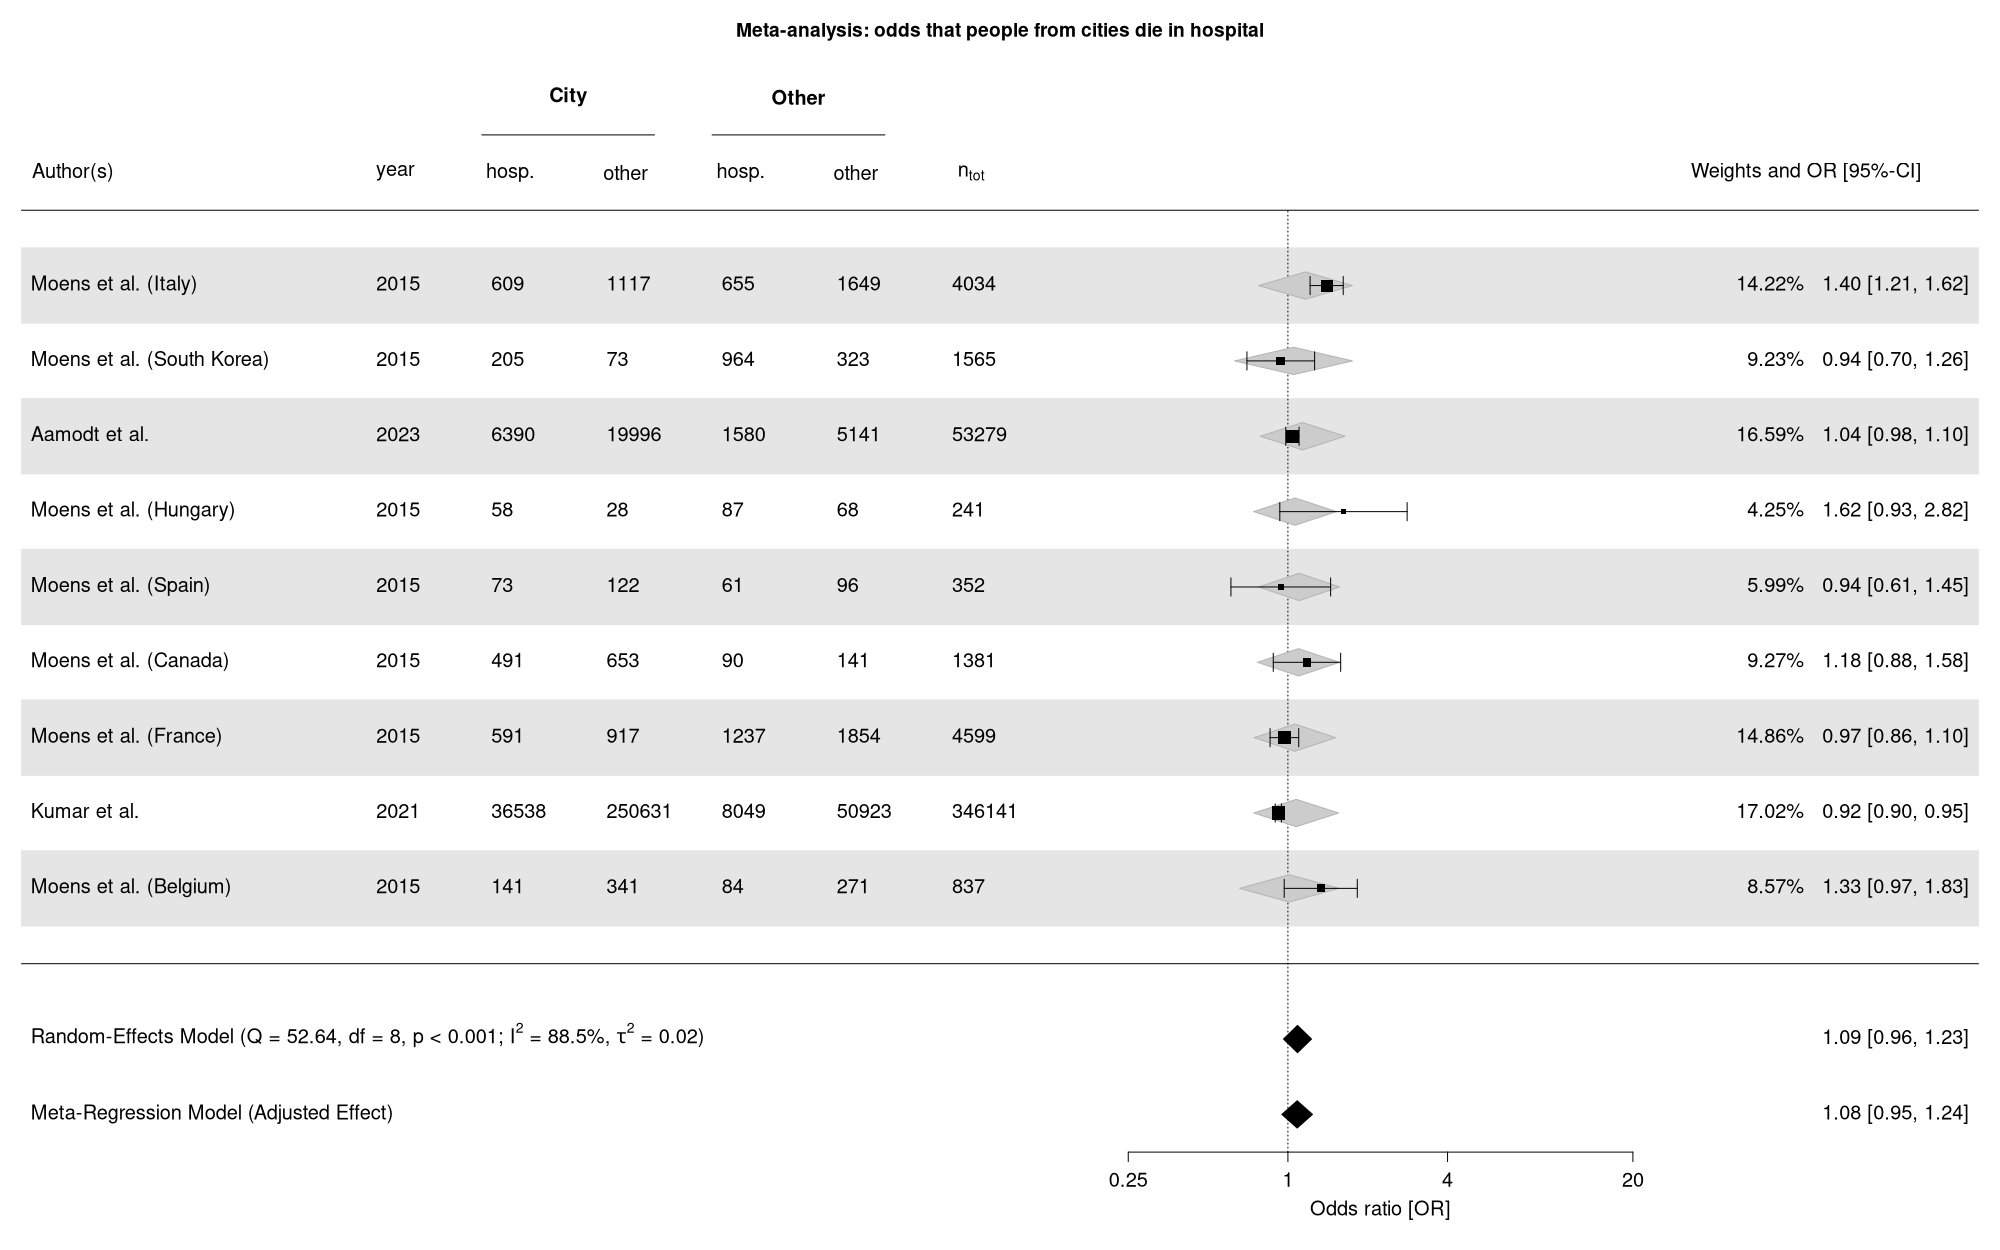 Meta-analysis: odds that people from cities die in hospital
City Other
Author(s) year hosp. other hosp. other n_tot Weights and OR [95%-CI]
Moens et al. (Italy) 2015 609 1117 655 1649 4034 14.22% 1.40 [1.21, 1.62]
Moens et al. (South Korea) 2015 205 73 964 323 1565 9.23% 0.94 [0.70, 1.26]
Aamodt et al. 2023 6390 19996 1580 5141 53279 16.59% 1.04 [0.98, 1.10]
Moens et al. (Hungary) 2015 58 28 87 68 241 4.25% 1.62 [0.93, 2.82]
Moens et al. (Spain) 2015 73 122 61 96 352 5.99% 0.94 [0.61, 1.45]
Moens et al. (Canada) 2015 491 653 90 141 1381 9.27% 1.18 [0.88, 1.58]
Moens et al. (France) 2015 591 917 1237 1854 4599 14.86% 0.97 [0.86, 1.10]
Kumar et al. 2021 36538 250631 8049 50923 346141 17.02% 0.92 [0.90, 0.95]
Moens et al. (Belgium) 2015 141 341 84 271 837 8.57% 1.33 [0.97, 1.83]
Random-Effects Model (Q = 52.64, df = 8, p < 0.001; I² = 88.5%, τ² = 0.02) 1.09 [0.96, 1.23]
Meta-Regression Model (Adjusted Effect) 1.08 [0.95, 1.24]
0.25 1 4 20
Odds ratio [OR]